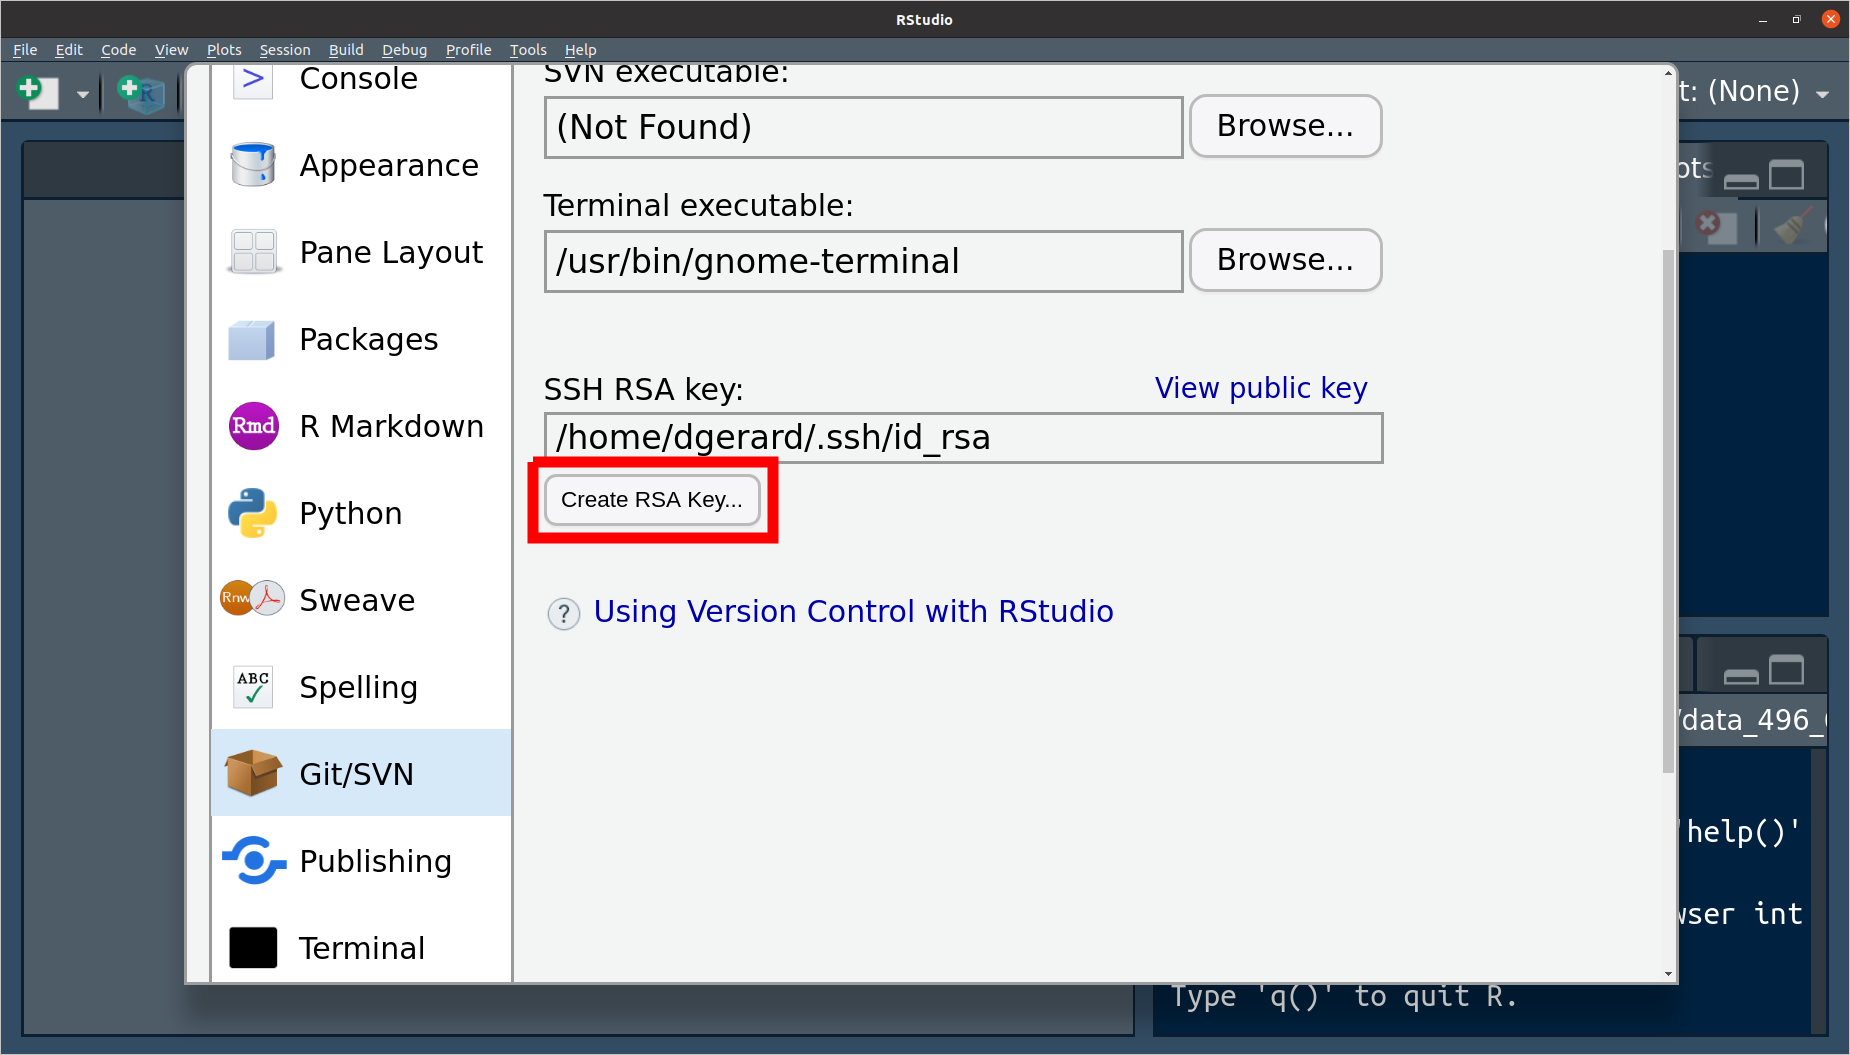 RStudio
File Edit Code View Plots Session Build Debug Profile Tools Help
t: (None)
Console
Appearance
Pane Layout
Packages
Rmd R Markdown
Python
Rnw Sweave
ABC Spelling
Git/SVN
Publishing
Terminal
SVN executable:
(Not Found) Browse...
Terminal executable:
/usr/bin/gnome-terminal Browse...
SSH RSA key: View public key
/home/dgerard/.ssh/id_rsa
Create RSA Key...
? Using Version Control with RStudio
ots
/data_496_
'help()'
wser int
Type 'q()' to quit R.